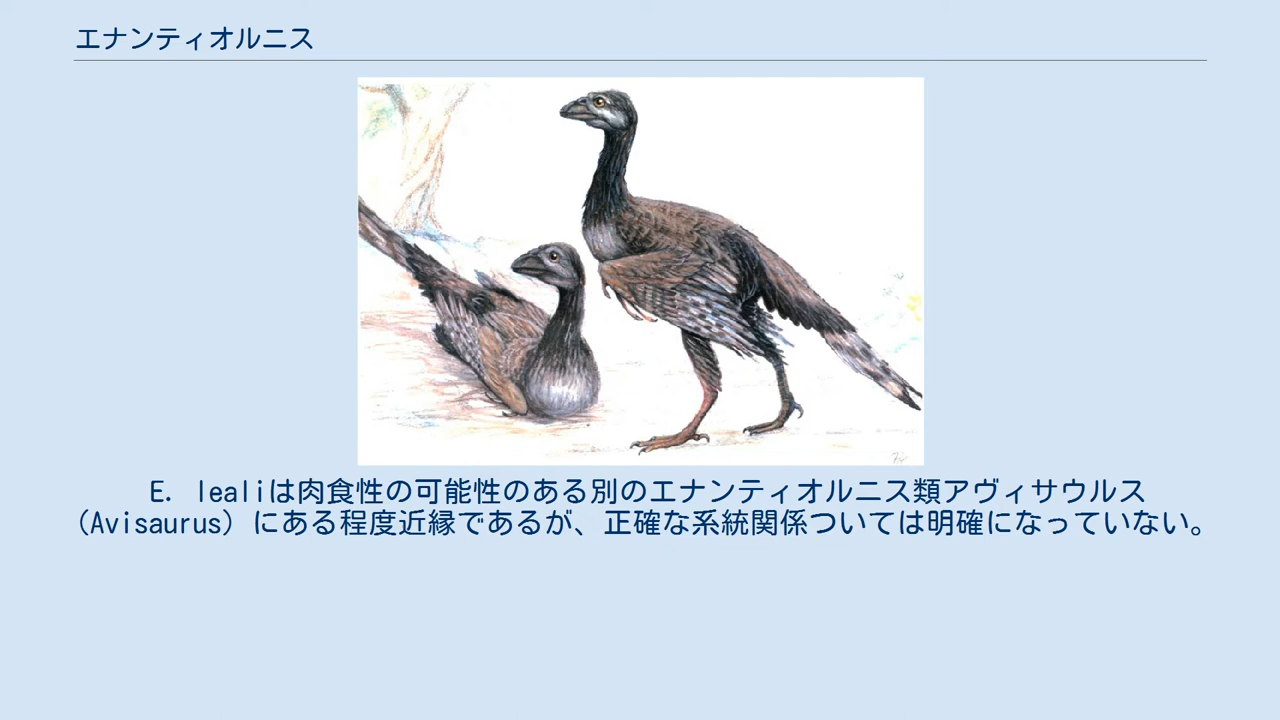 エナンティオルニス
E. lealiは肉食性の可能性のある別のエナンティオルニス類アヴィサウルス
(Avisaurus) にある程度近縁であるが、正確な系統関係ついては明確になっていない。